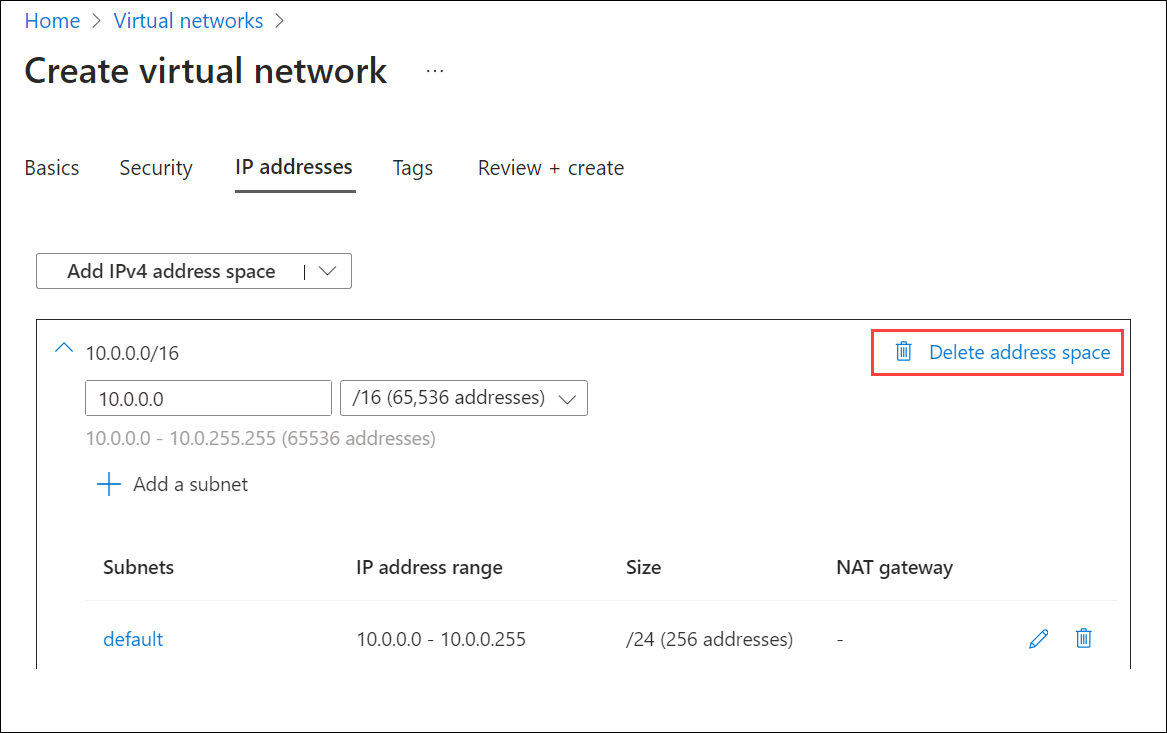 Home > Virtual networks >
Create virtual network ...
Basics Security IP addresses Tags Review + create
Add IPv4 address space
10.0.0.0/16 Delete address space
10.0.0.0 /16 (65,536 addresses)
10.0.0.0 - 10.0.255.255 (65536 addresses)
+ Add a subnet
Subnets IP address range Size NAT gateway
default 10.0.0.0 - 10.0.0.255 /24 (256 addresses) -